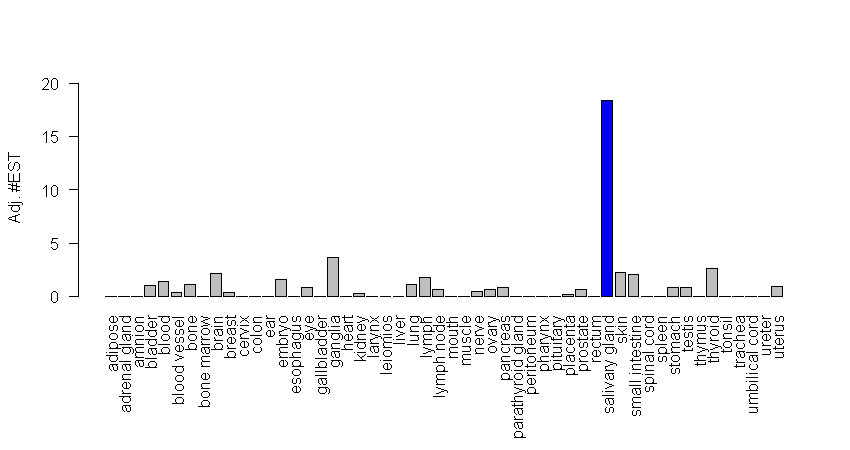 20
15
10
5
0
Adj. #EST
adipose
adrenal gland
amnion
bladder
blood
blood vessel
bone
bone marrow
brain
breast
cervix
colon
ear
embryo
esophagus
eye
gallbladder
ganglia
heart
kidney
larynx
leiomios
liver
lung
lymph
lymph node
mouth
muscle
nerve
ovary
pancreas
parathyroid gland
peritoneum
pharynx
pituitary
placenta
prostate
rectum
salivary gland
skin
small intestine
spinal cord
spleen
stomach
testis
thymus
thyroid
tonsil
trachea
umbilical cord
ureter
uterus